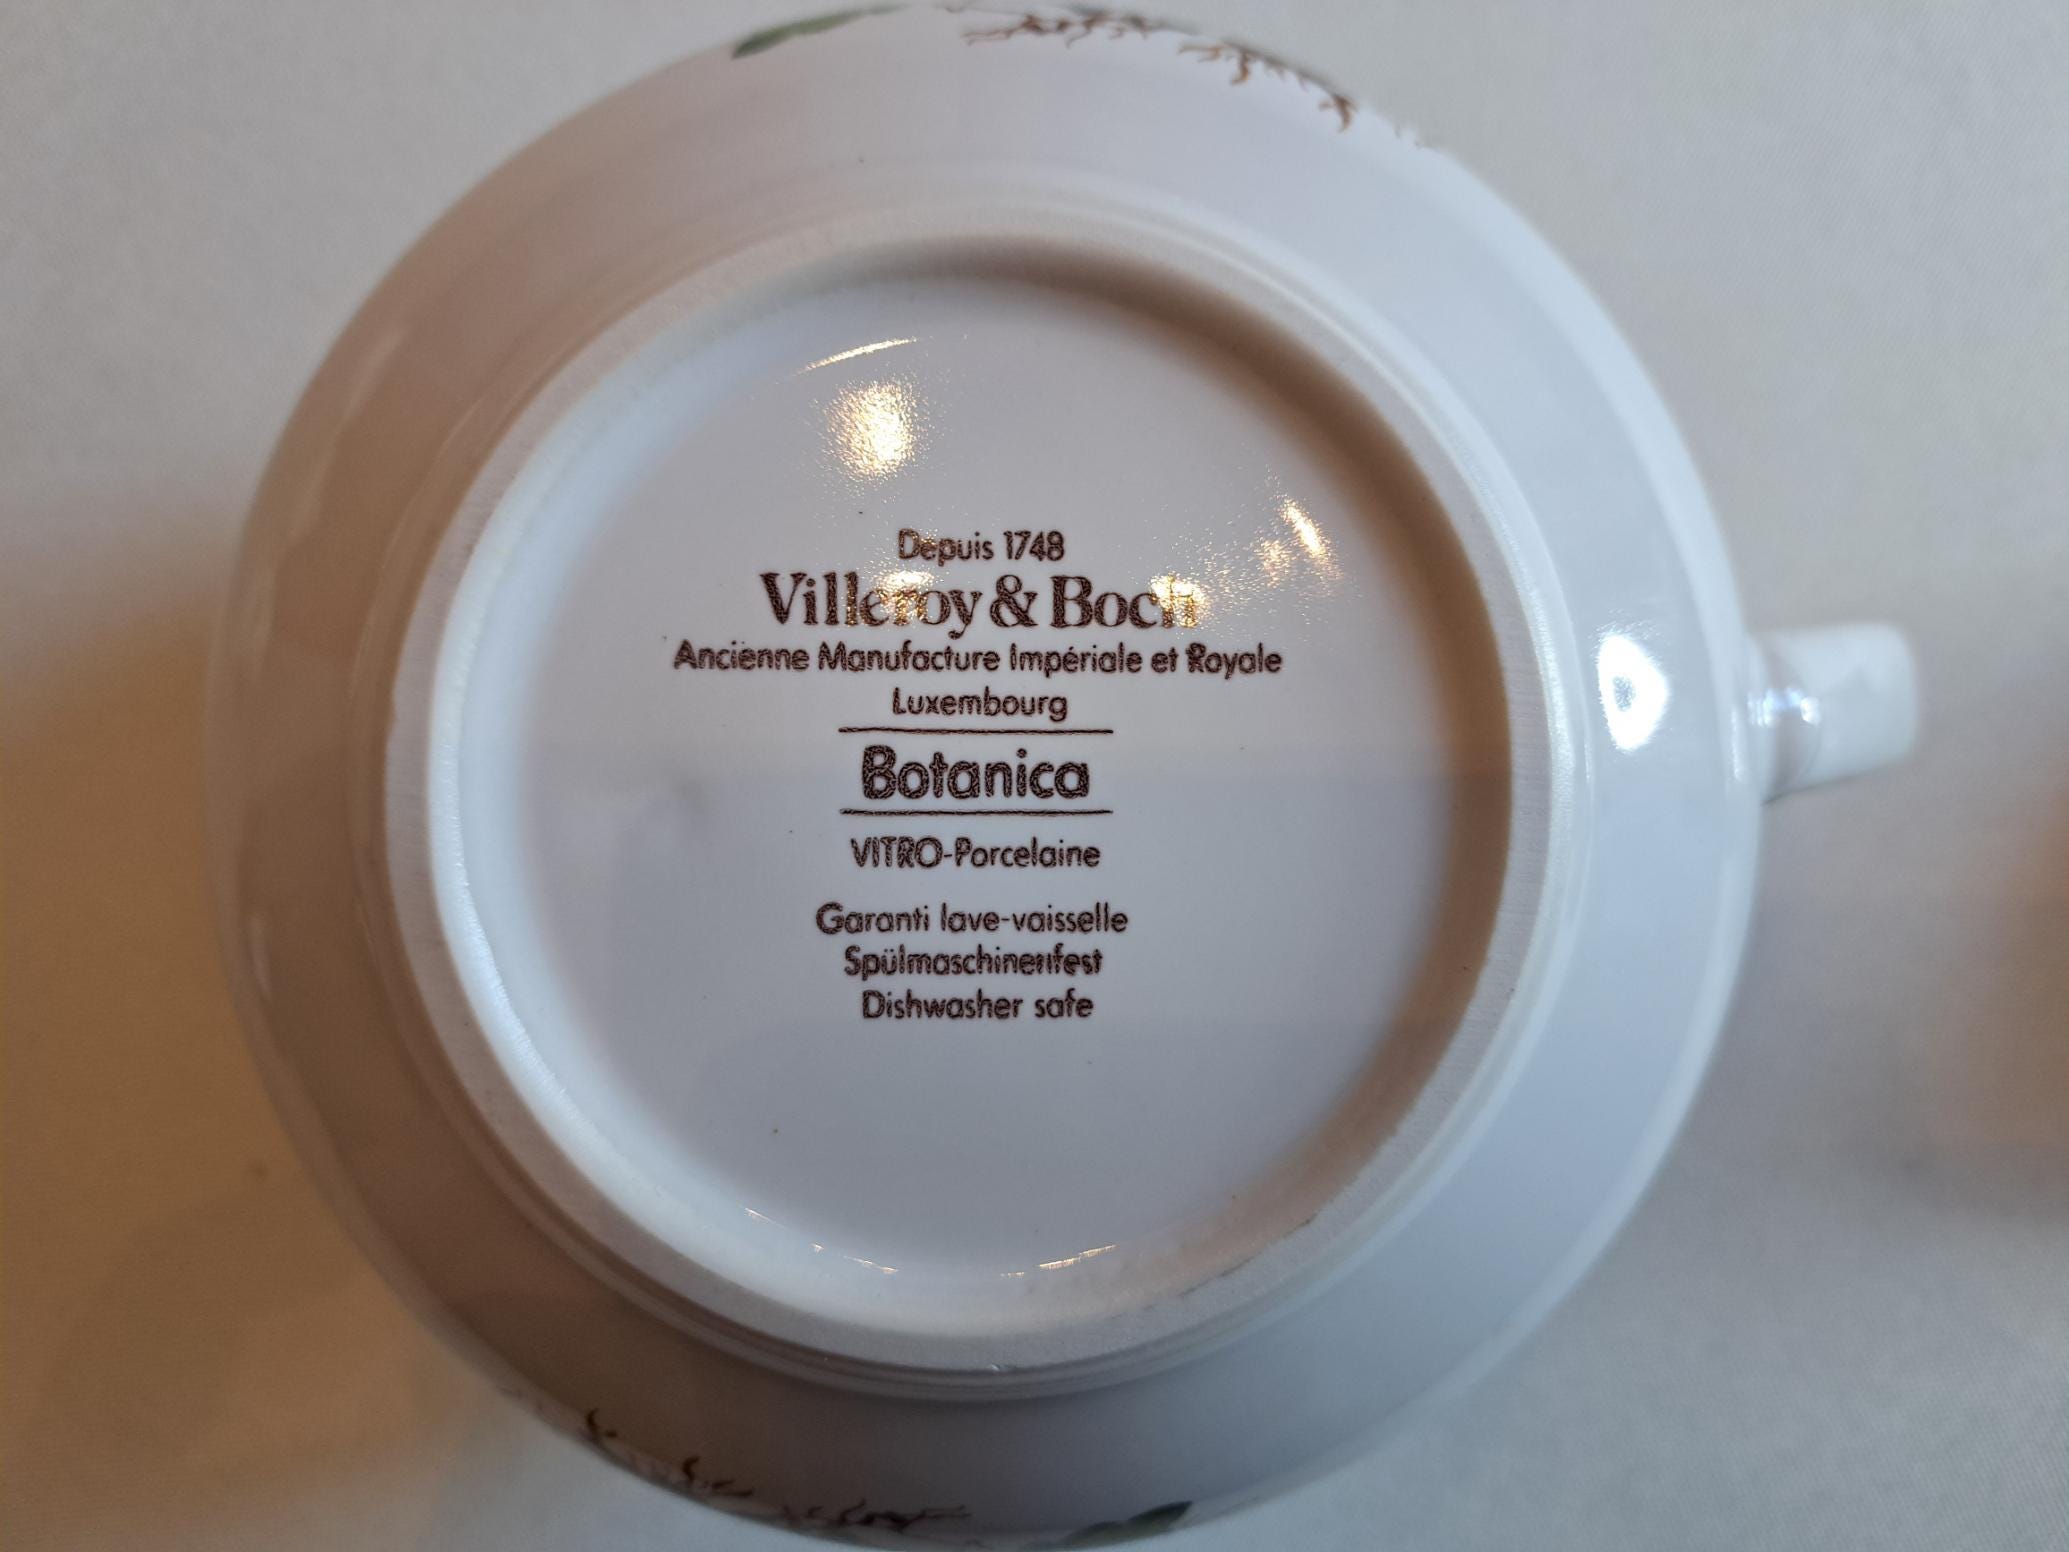 Depuis 1748
Villeroy & Boch
Ancienne Manufacture Impériale et Royale
Luxembourg
Botanica
VITRO-Porcelaine
Garanti lave-vaisselle
Spülmaschinenfest
Dishwasher safe